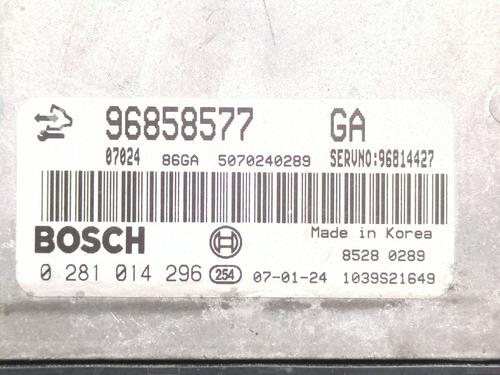 96858577 GA
07024 86GA 5070240289 SERVNO:96814427
BOSCH
Made in Korea
8528 0289
0 281 014 296 254 07-01-24 1039S21649